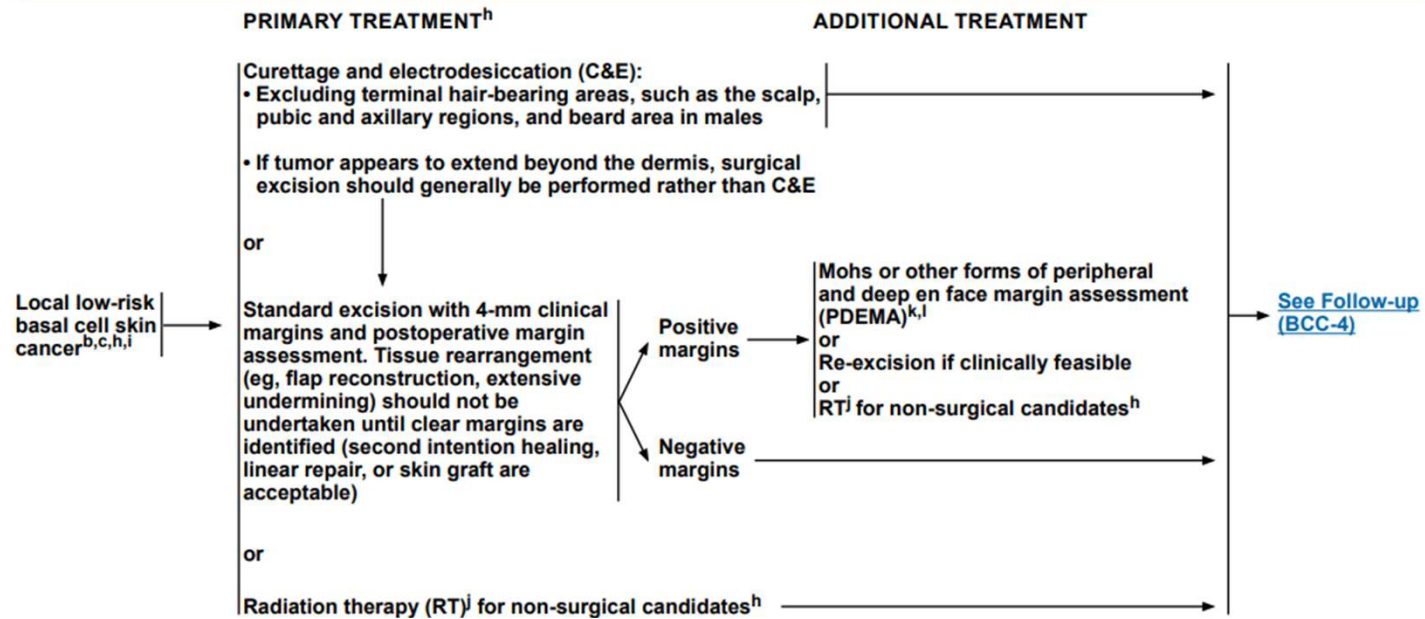 PRIMARY TREATMENTh
ADDITIONAL TREATMENT
Curettage and electrodesiccation (C&E):
• Excluding terminal hair-bearing areas, such as the scalp,
pubic and axillary regions, and beard area in males
• If tumor appears to extend beyond the dermis, surgical
excision should generally be performed rather than C&E
or
Local low-risk
basal cell skin
cancerb,c,h,i
Standard excision with 4-mm clinical
margins and postoperative margin
assessment. Tissue rearrangement
(eg, flap reconstruction, extensive
undermining) should not be
undertaken until clear margins are
identified (second intention healing,
linear repair, or skin graft are
acceptable)
Positive
margins
Mohs or other forms of peripheral
and deep en face margin assessment
(PDEMA)k,l
or
Re-excision if clinically feasible
or
RTj for non-surgical candidatesh
Negative
margins
or
Radiation therapy (RT)j for non-surgical candidatesh
See Follow-up
(BCC-4)